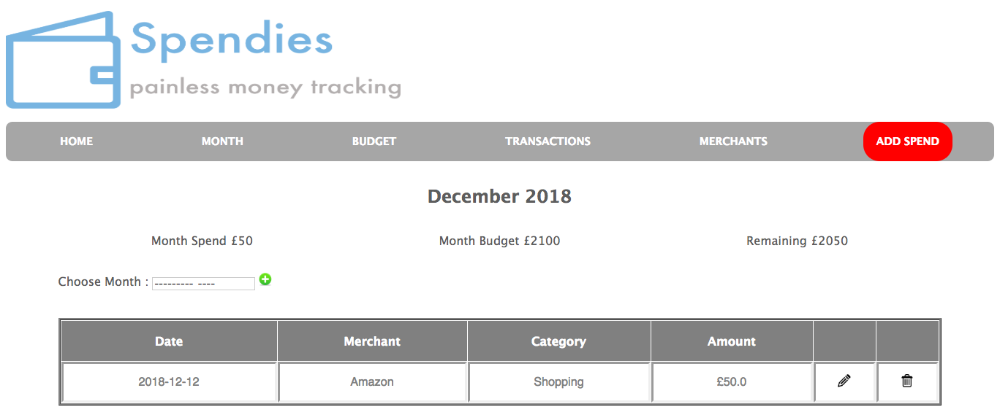 Spendies
painless money tracking
HOME MONTH BUDGET TRANSACTIONS MERCHANTS ADD SPEND
December 2018
Month Spend £50 Month Budget £2100 Remaining £2050
Choose Month : --------- ----
Date Merchant Category Amount
2018-12-12 Amazon Shopping £50.0